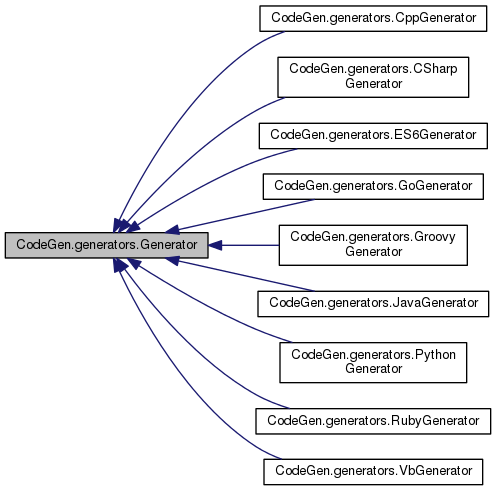 CodeGen.generators.CppGenerator
CodeGen.generators.CSharp
Generator
CodeGen.generators.ES6Generator
CodeGen.generators.GoGenerator
CodeGen.generators.Generator
CodeGen.generators.Groovy
Generator
CodeGen.generators.JavaGenerator
CodeGen.generators.Python
Generator
CodeGen.generators.RubyGenerator
CodeGen.generators.VbGenerator